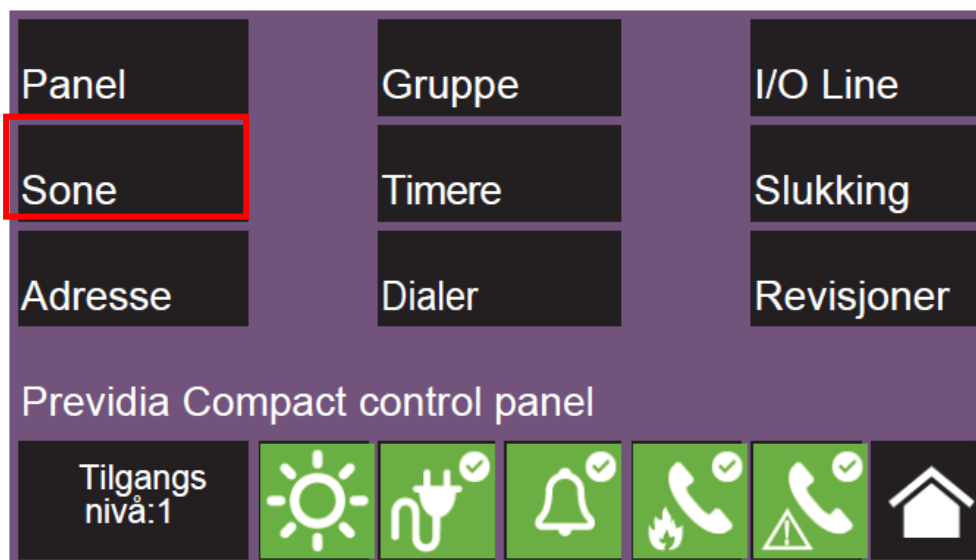 Panel
Gruppe
I/O Line
Sone
Timere
Slukking
Adresse
Dialer
Revisjoner
Previdia Compact control panel
Tilgangs
nivå:1